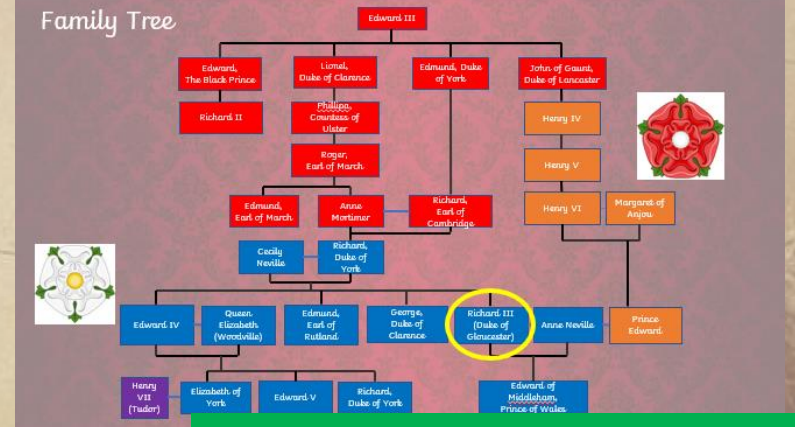 Family Tree
Edward III
Edward,
The Black Prince
Lionel,
Duke of Clarence
Edmund, Duke
of York
John of Gaunt,
Duke of Lancaster
Richard II
Phillipa,
Countess of
Ulster
Henry IV
Roger,
Earl of March
Henry V
Edmund,
Earl of March
Anne
Mortimer
Richard,
Earl of
Cambridge
Henry VI
Margaret of
Anjou
Cecily
Neville
Richard,
Duke of
York
Edward IV
Queen
Elizabeth
(Woodville)
Edmund,
Earl of
Rutland
George,
Duke of
Clarence
Richard III
(Duke of
Gloucester)
Anne Neville
Prince
Edward
Henry
VII
(Tudor)
Elizabeth of
York
Edward V
Richard,
Duke of York
Edward of
Middleham,
Prince of Wales